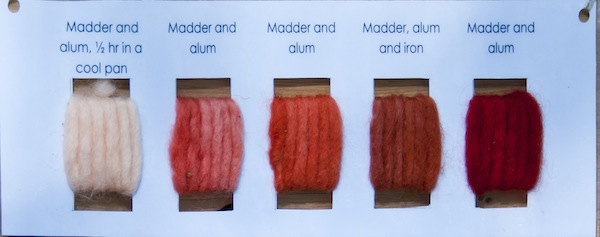 Madder and
alum, ½ hr in a
cool pan
Madder and
alum
Madder and
alum
Madder, alum
and iron
Madder and
alum